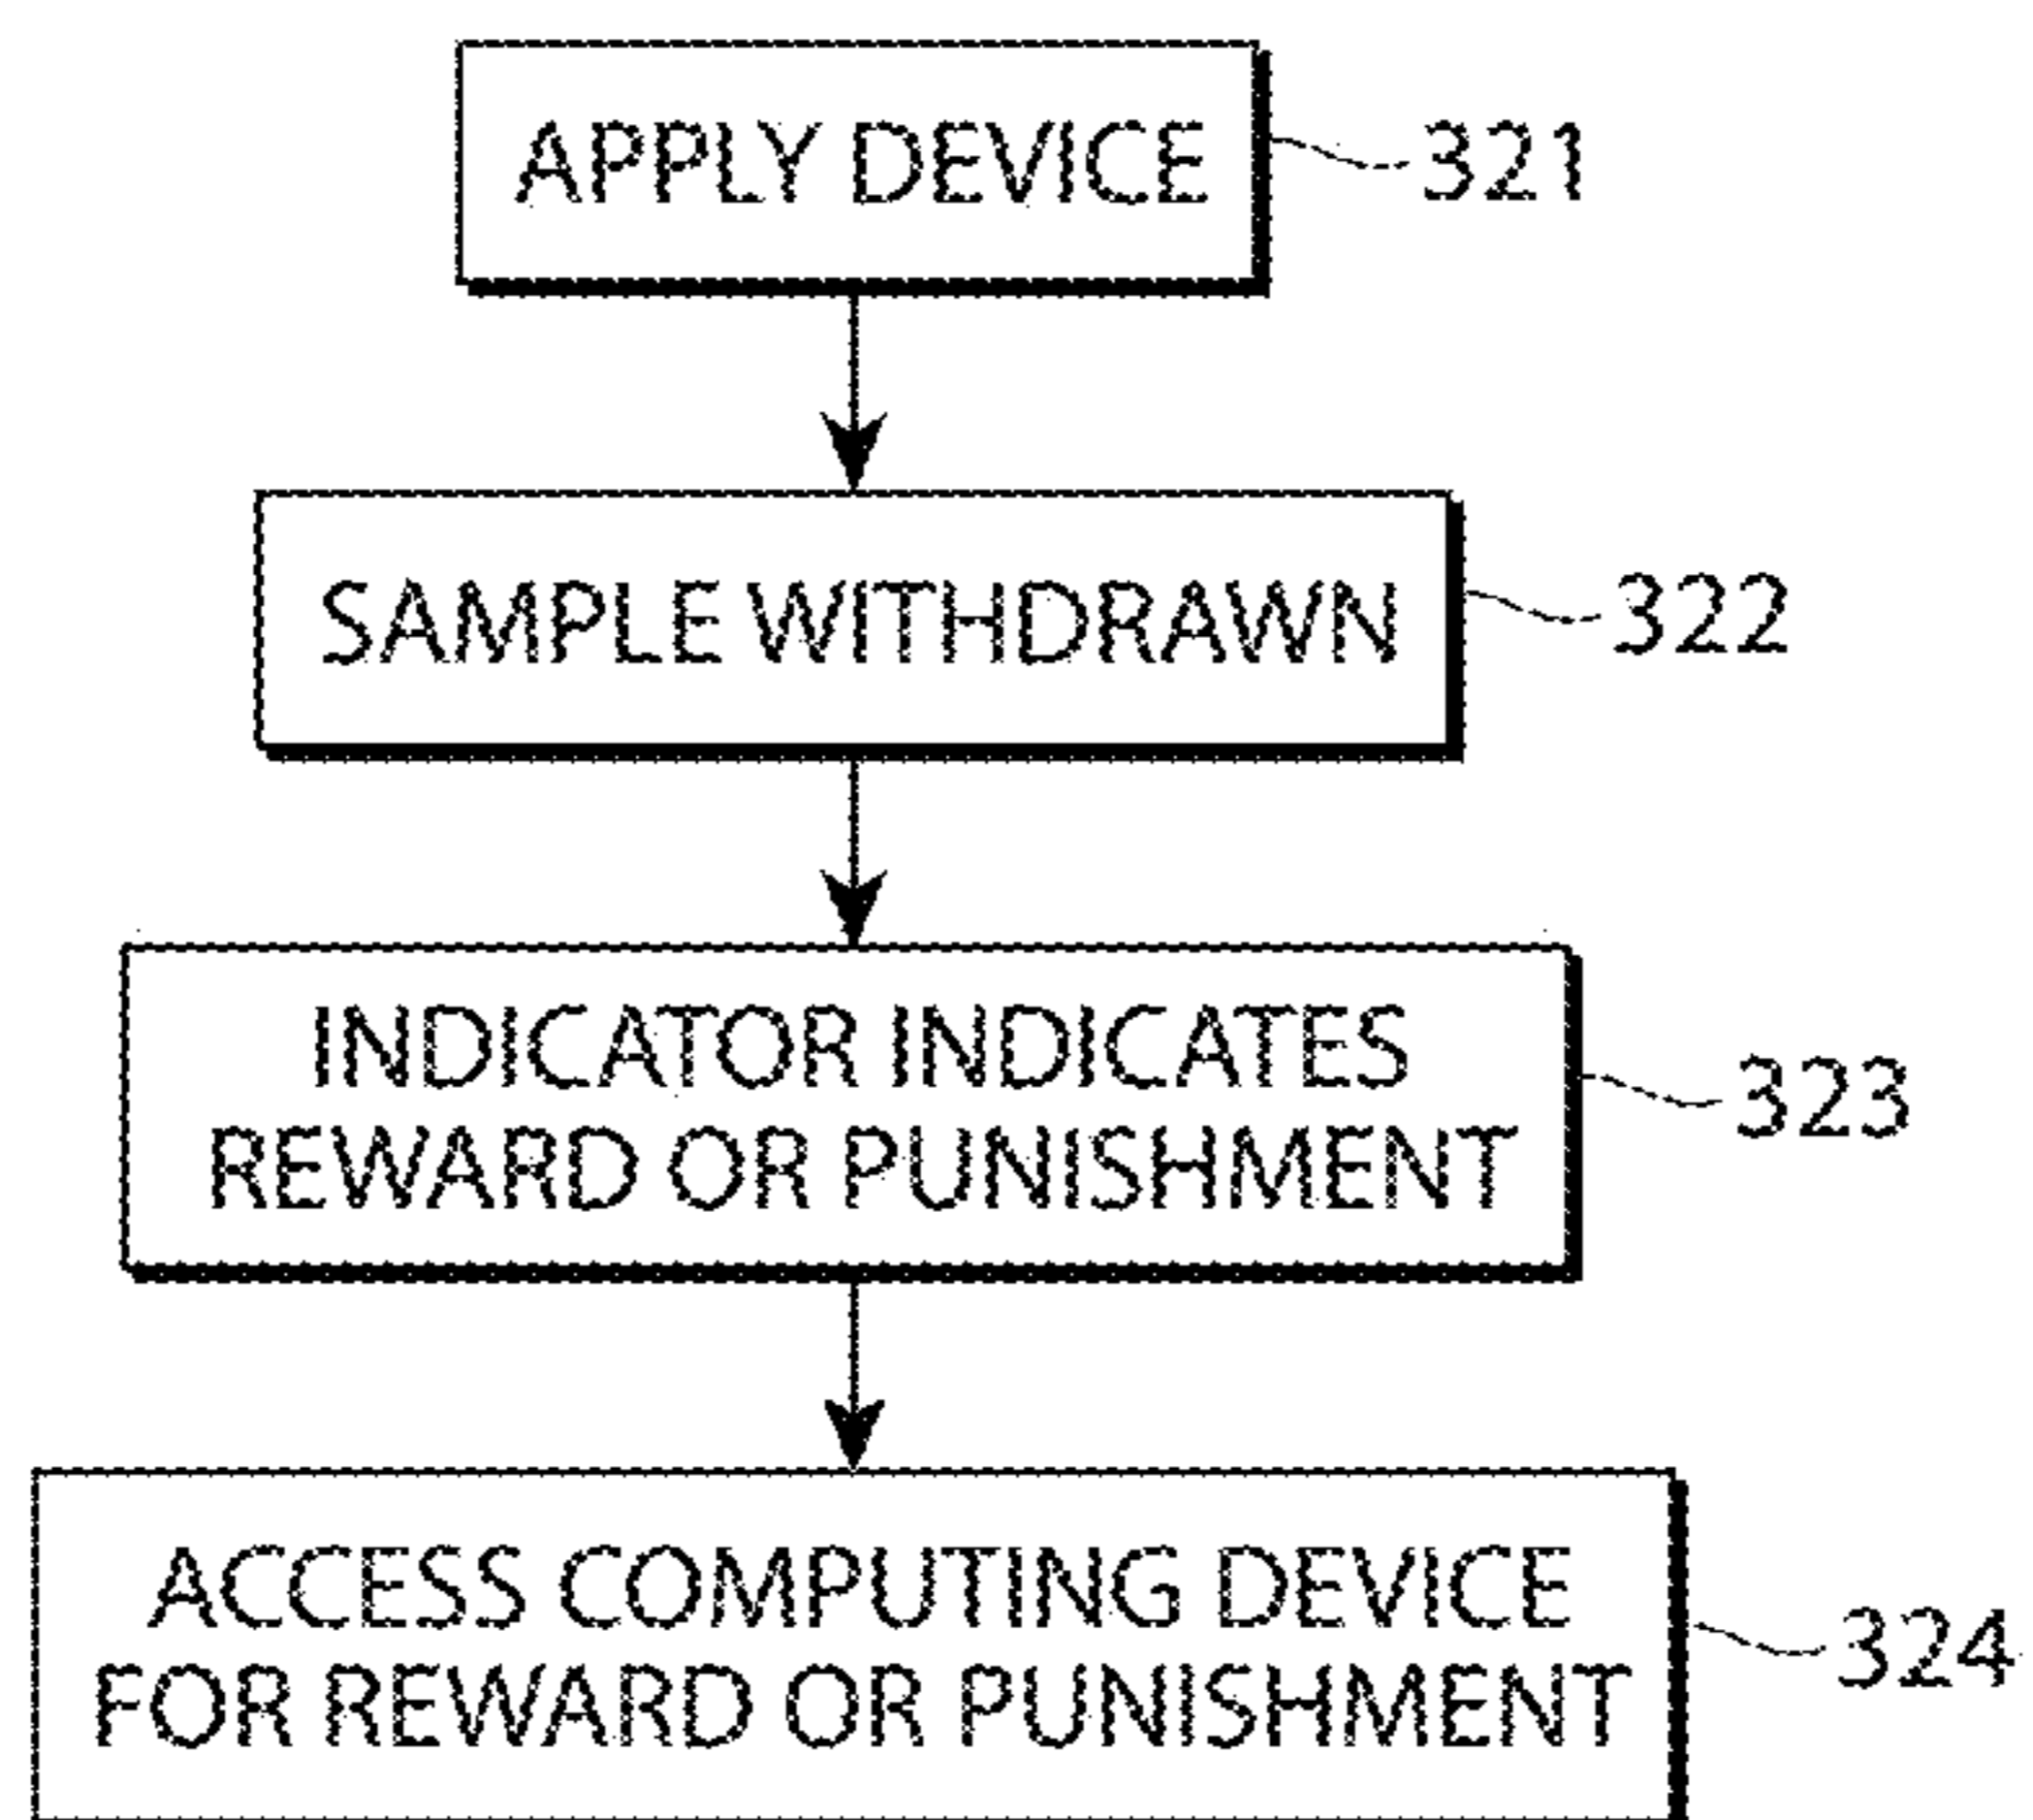 APPLY DEVICE
321
SAMPLE WITHDRAWN
322
INDICATOR INDICATES
REWARD OR PUNISHMENT
323
ACCESS COMPUTING DEVICE
FOR REWARD OR PUNISHMENT
324